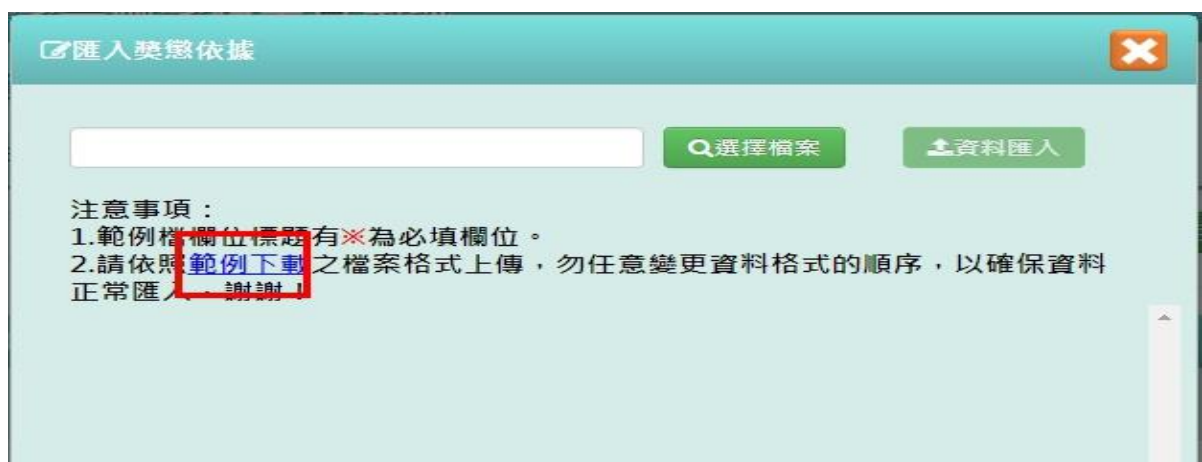 匯入獎懲依據
選擇檔案 資料匯入
注意事項：
1.範例檔欄位標題有※為必填欄位。
2.請依照範例下載之檔案格式上傳，勿任意變更資料格式的順序，以確保資料
正常匯入，謝謝！